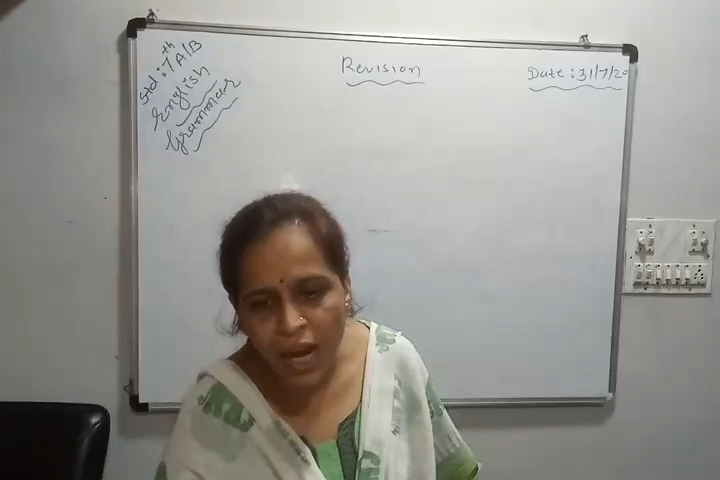 Std : 7th A/B
English
Grammar
Revision
Date : 31/7/20